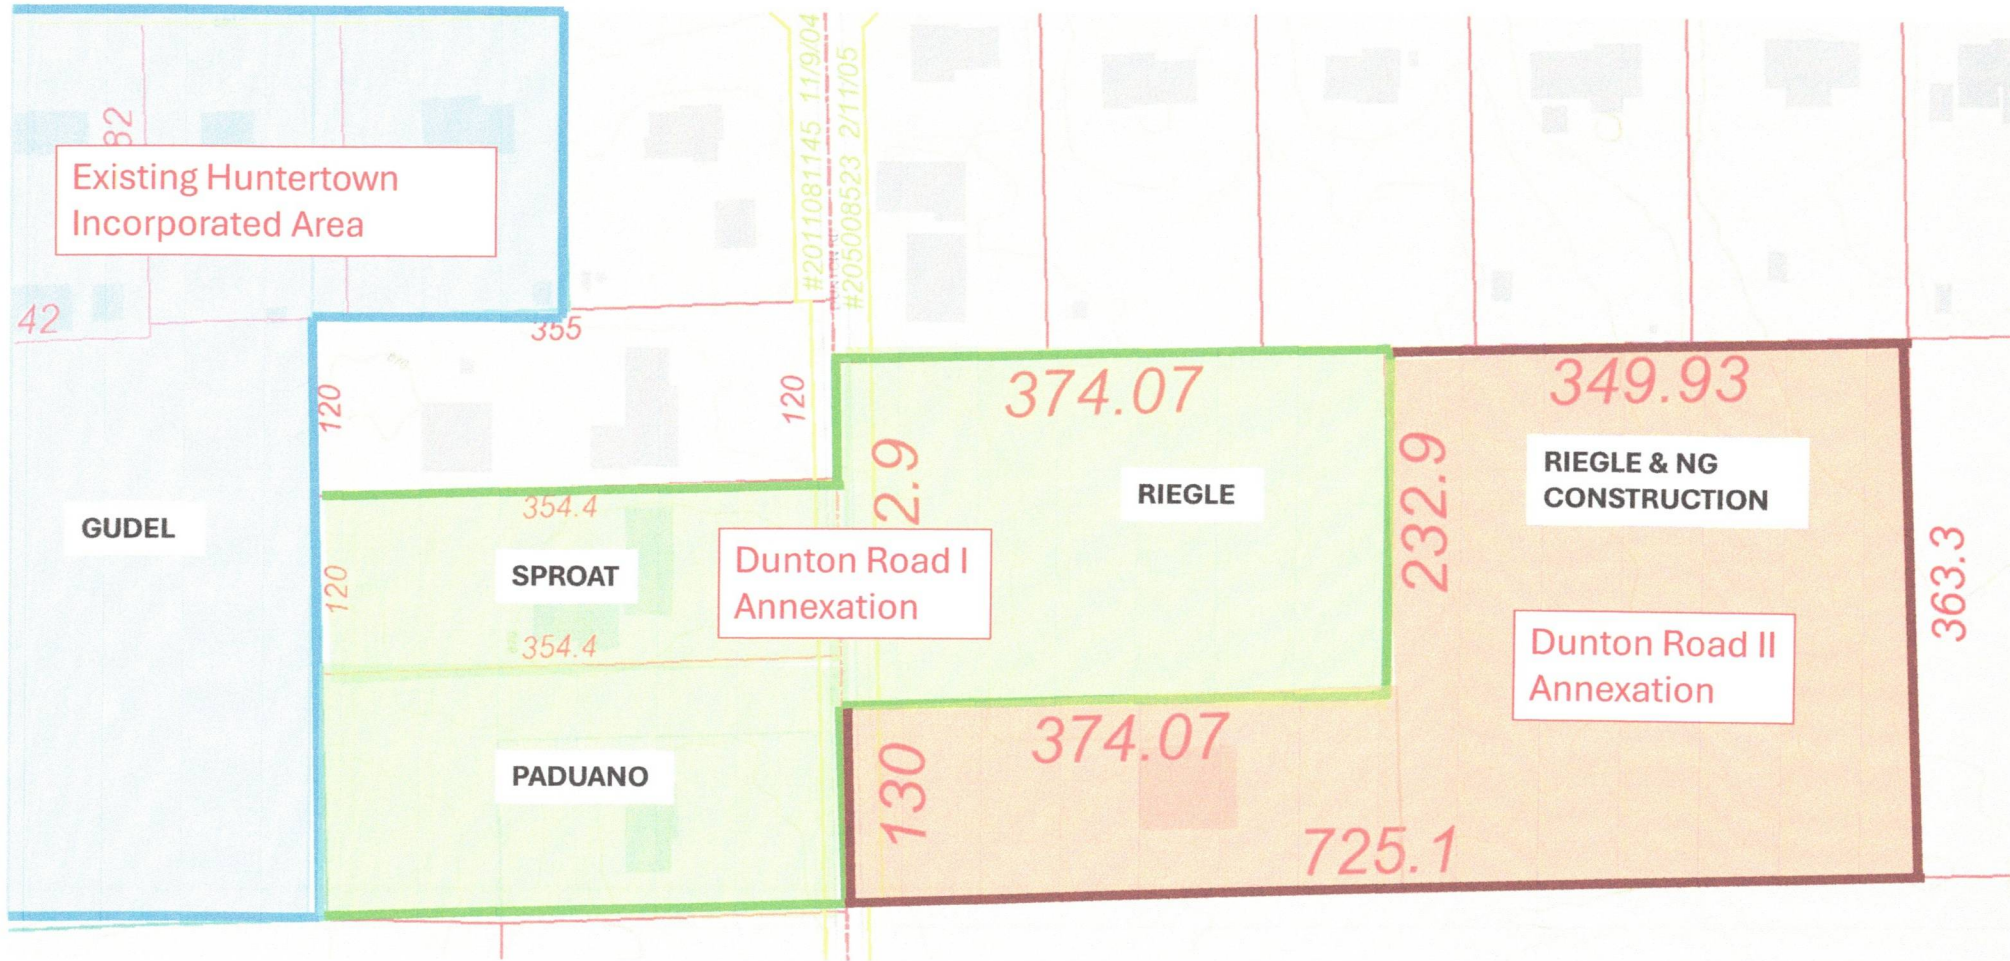 #2011081145 11/9/04
#205008523 2/11/05
82
Existing Huntertown
Incorporated Area
42
355
120
120
374.07
349.93
2.9
232.9
RIEGLE & NG
CONSTRUCTION
RIEGLE
354.4
GUDEL
SPROAT
120
Dunton Road I
Annexation
363.3
354.4
Dunton Road II
Annexation
374.07
PADUANO
130
725.1